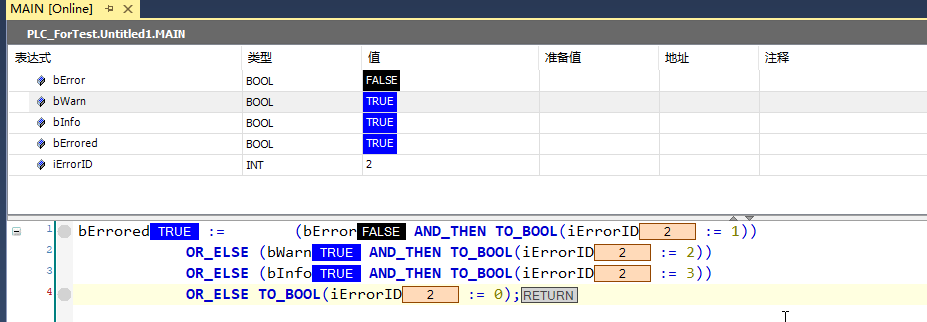 MAIN [Online]
PLC_ForTest.Untitled1.MAIN
表达式 类型 值 准备值 地址 注释
bError BOOL FALSE
bWarn BOOL TRUE
bInfo BOOL TRUE
bErrored BOOL TRUE
iErrorID INT 2
1 bErrored TRUE := (bError FALSE AND_THEN TO_BOOL(iErrorID 2 := 1))
2 OR_ELSE (bWarn TRUE AND_THEN TO_BOOL(iErrorID 2 := 2))
3 OR_ELSE (bInfo TRUE AND_THEN TO_BOOL(iErrorID 2 := 3))
4 OR_ELSE TO_BOOL(iErrorID 2 := 0); RETURN